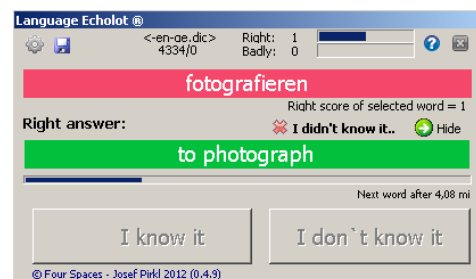 Language Echolot ®
<-en-ae.dic> Right: 1
4334/0 Badly: 0
fotografieren
Right score of selected word = 1
Right answer: I didn't know it.. Hide
to photograph
Next word after 4,08 mi
I know it I don`t know it
© Four Spaces - Josef Pirkl 2012 (0.4.9)